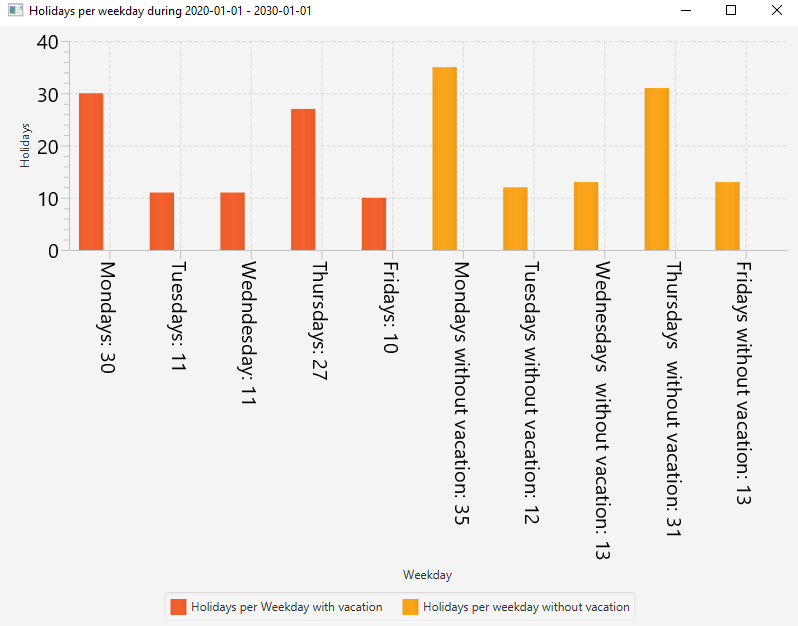 Holidays per weekday during 2020-01-01 - 2030-01-01
40
30
20
10
0
Holidays
Mondays: 30
Tuesdays: 11
Wedndesday: 11
Thursdays: 27
Fridays: 10
Mondays without vacation: 35
Tuesdays without vacation: 12
Wednesdays  without vacation: 13
Thursdays  without vacation: 31
Fridays without vacation: 13
Weekday
Holidays per Weekday with vacation
Holidays per weekday without vacation